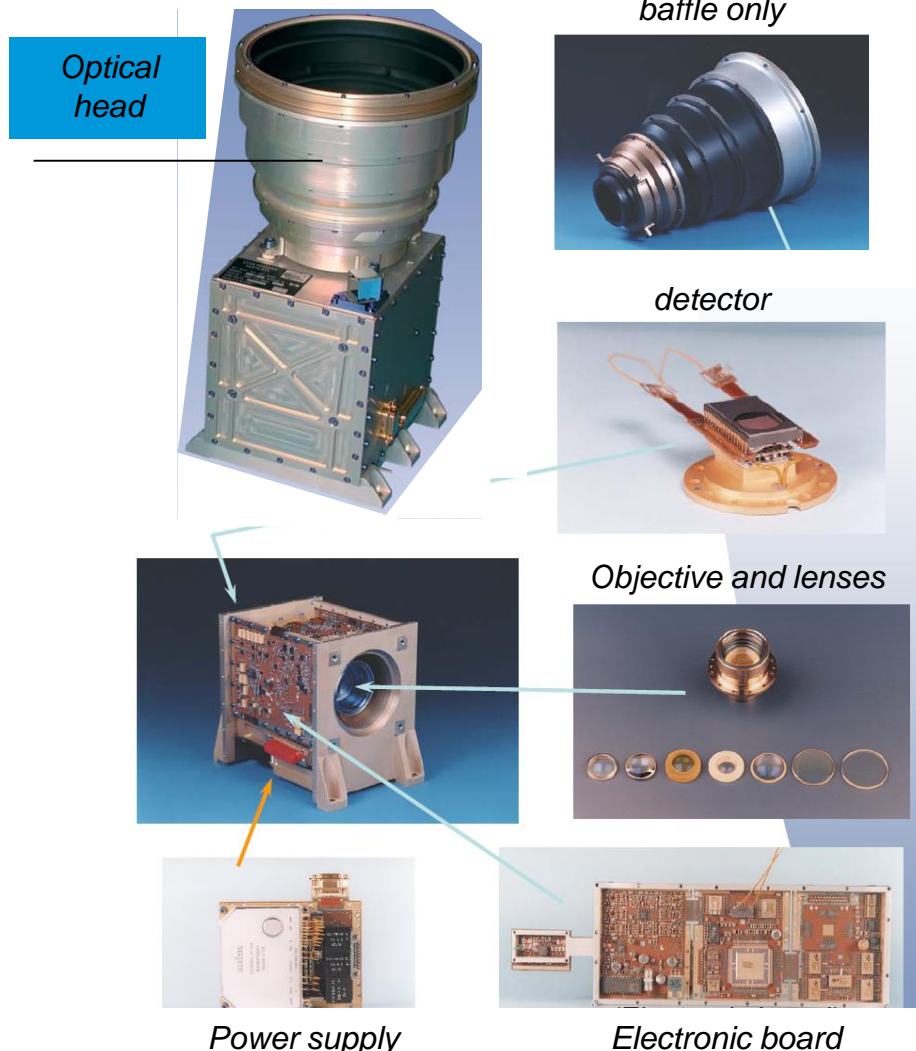 baffle only
Optical
head
detector
Objective and lenses
Power supply
Electronic board